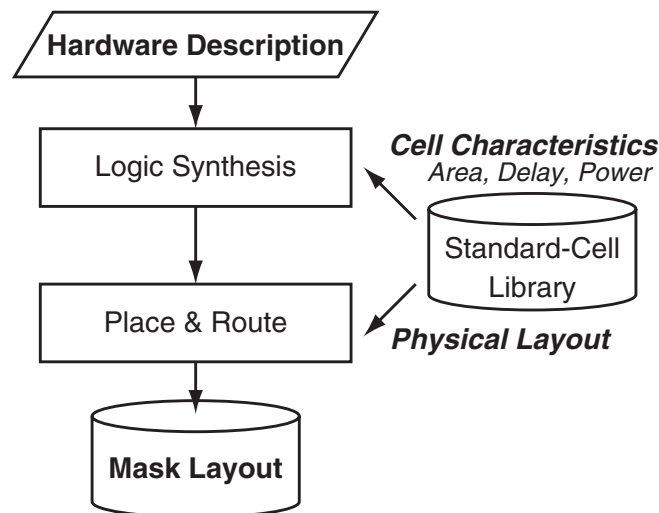 Hardware Description
Logic Synthesis
Cell Characteristics
Area, Delay, Power
Standard-Cell
Library
Place & Route
Physical Layout
Mask Layout